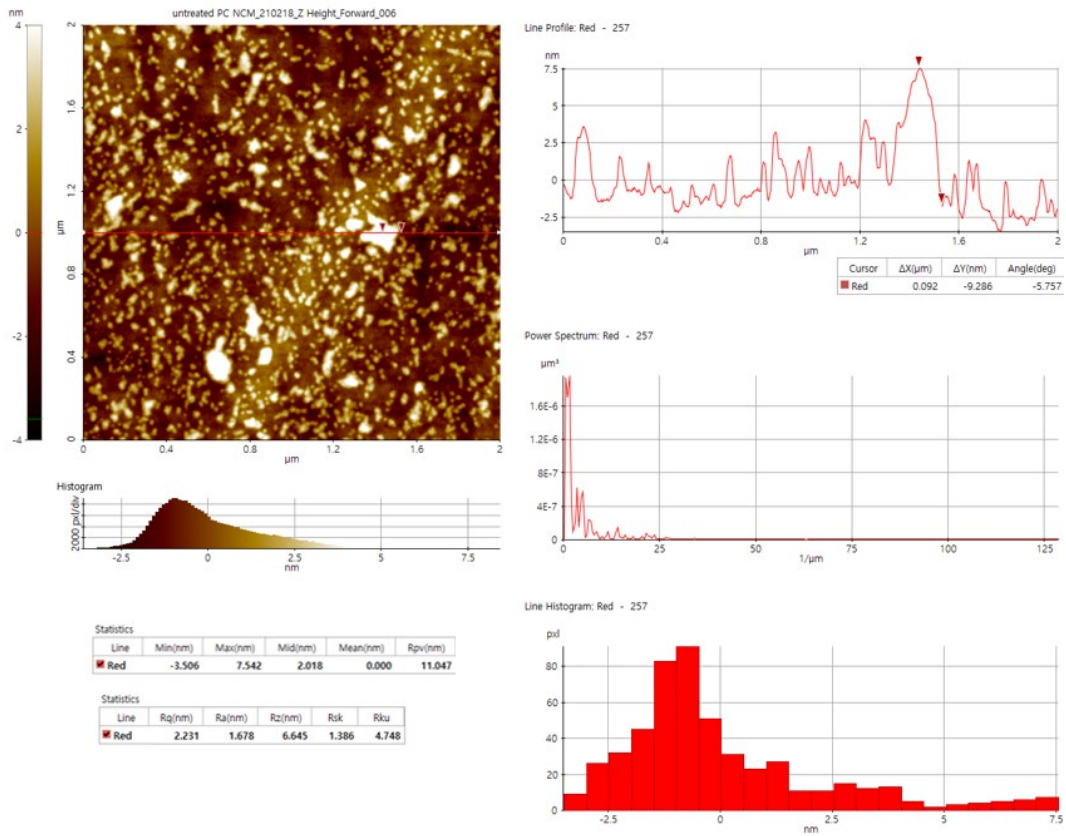 nm
untreated PC NCM_210218_Z Height_Forward_006
4
2
0
-2
-4
2
1.6
1.2
µm
0.8
0.4
0
0 0.4 0.8 1.2 1.6 2
µm
Histogram
2000 pxl/div
-2.5 0 2.5 5 7.5
nm
Statistics
Line Min(nm) Max(nm) Mid(nm) Mean(nm) Rpv(nm)
Red -3.506 7.542 2.018 0.000 11.047
Statistics
Line Rq(nm) Ra(nm) Rz(nm) Rsk Rku
Red 2.231 1.678 6.645 1.386 4.748
Line Profile: Red - 257
nm
7.5
5
2.5
0
-2.5
0 0.4 0.8 1.2 1.6 2
µm
Cursor ΔX(µm) ΔY(nm) Angle(deg)
Red 0.092 -9.286 -5.757
Power Spectrum: Red - 257
µm³
1.6E-6
1.2E-6
8E-7
4E-7
0 25 50 75 100 125
1/µm
Line Histogram: Red - 257
pxl
80
60
40
20
0
-2.5 0 2.5 5 7.5
nm